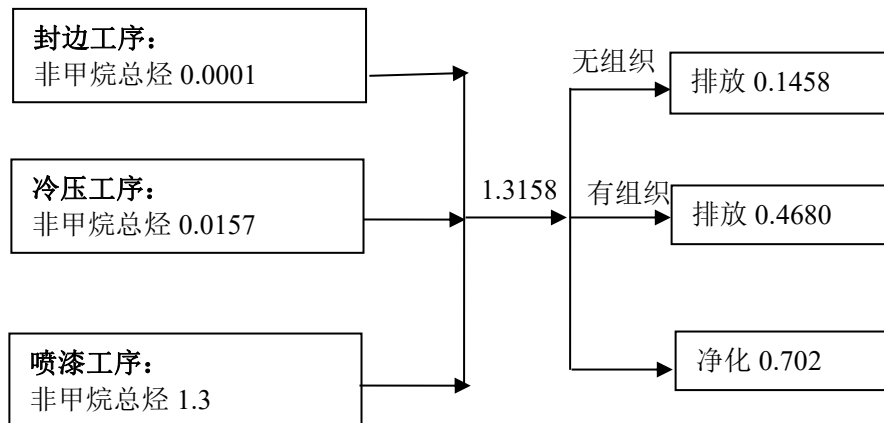 封边工序：
非甲烷总烃 0.0001
冷压工序：
非甲烷总烃 0.0157
喷漆工序：
非甲烷总烃 1.3
1.3158
无组织
排放 0.1458
有组织
排放 0.4680
净化 0.702